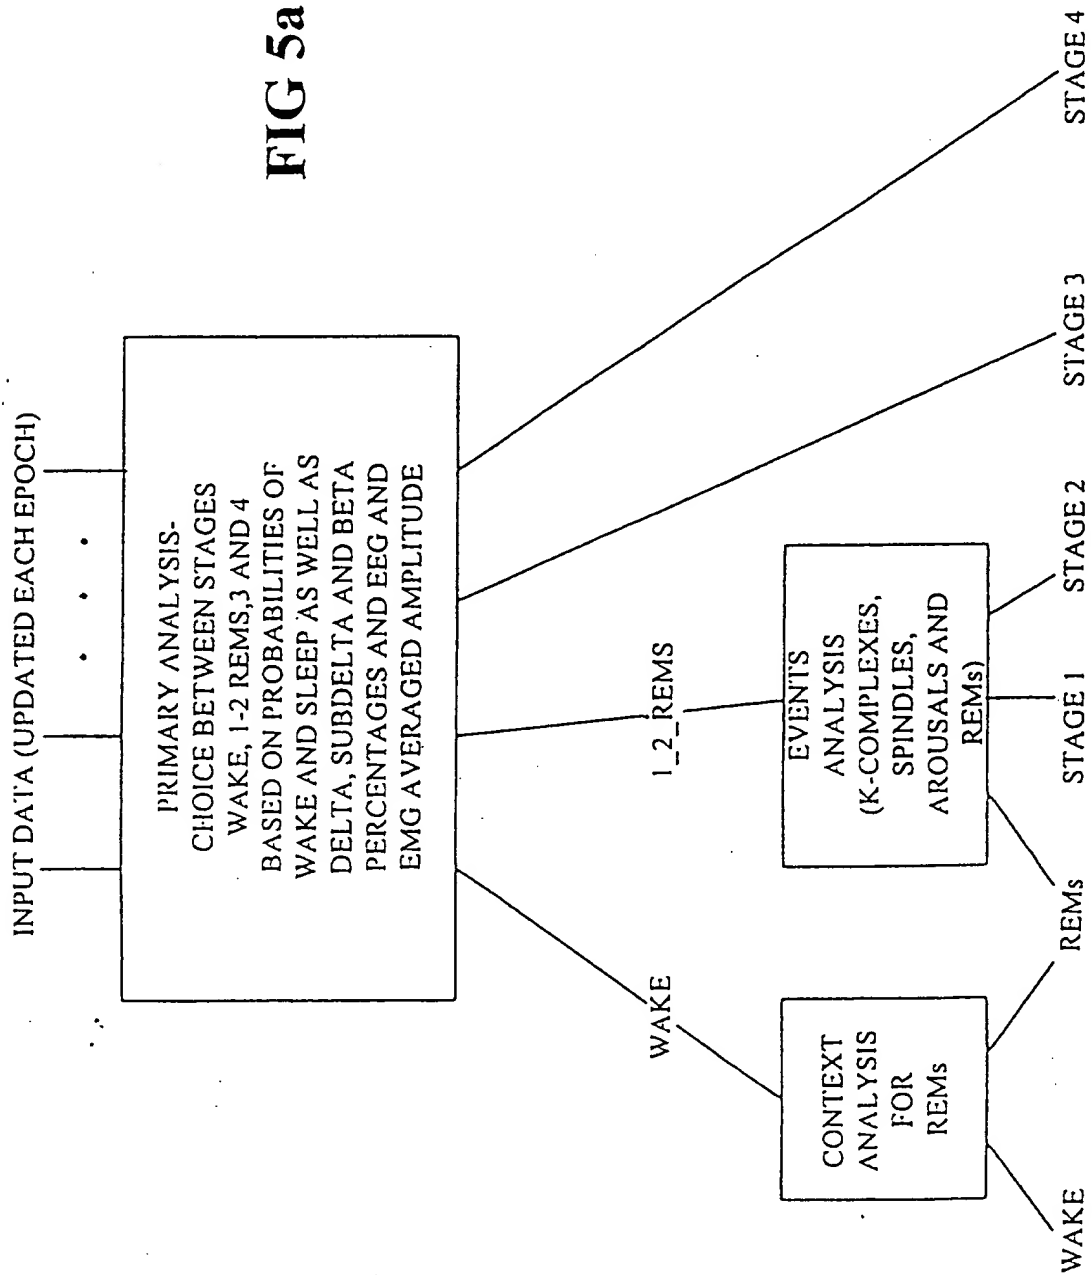 INPUT DATA (UPDATED EACH EPOCH)
FIG 5a
PRIMARY ANALYSIS-
CHOICE BETWEEN STAGES
WAKE, 1-2 REMS,3 AND 4
BASED ON PROBABILITIES OF
WAKE AND SLEEP AS WELL AS
DELTA, SUBDELTA AND BETA
PERCENTAGES AND EEG AND
EMG AVERAGED AMPLITUDE
WAKE
1_2_REMS
CONTEXT
ANALYSIS
FOR
REMs
EVENTS
ANALYSIS
(K-COMPLEXES,
SPINDLES,
AROUSALS AND
REMs)
WAKE
REMs
STAGE 1
STAGE 2
STAGE 3
STAGE 4